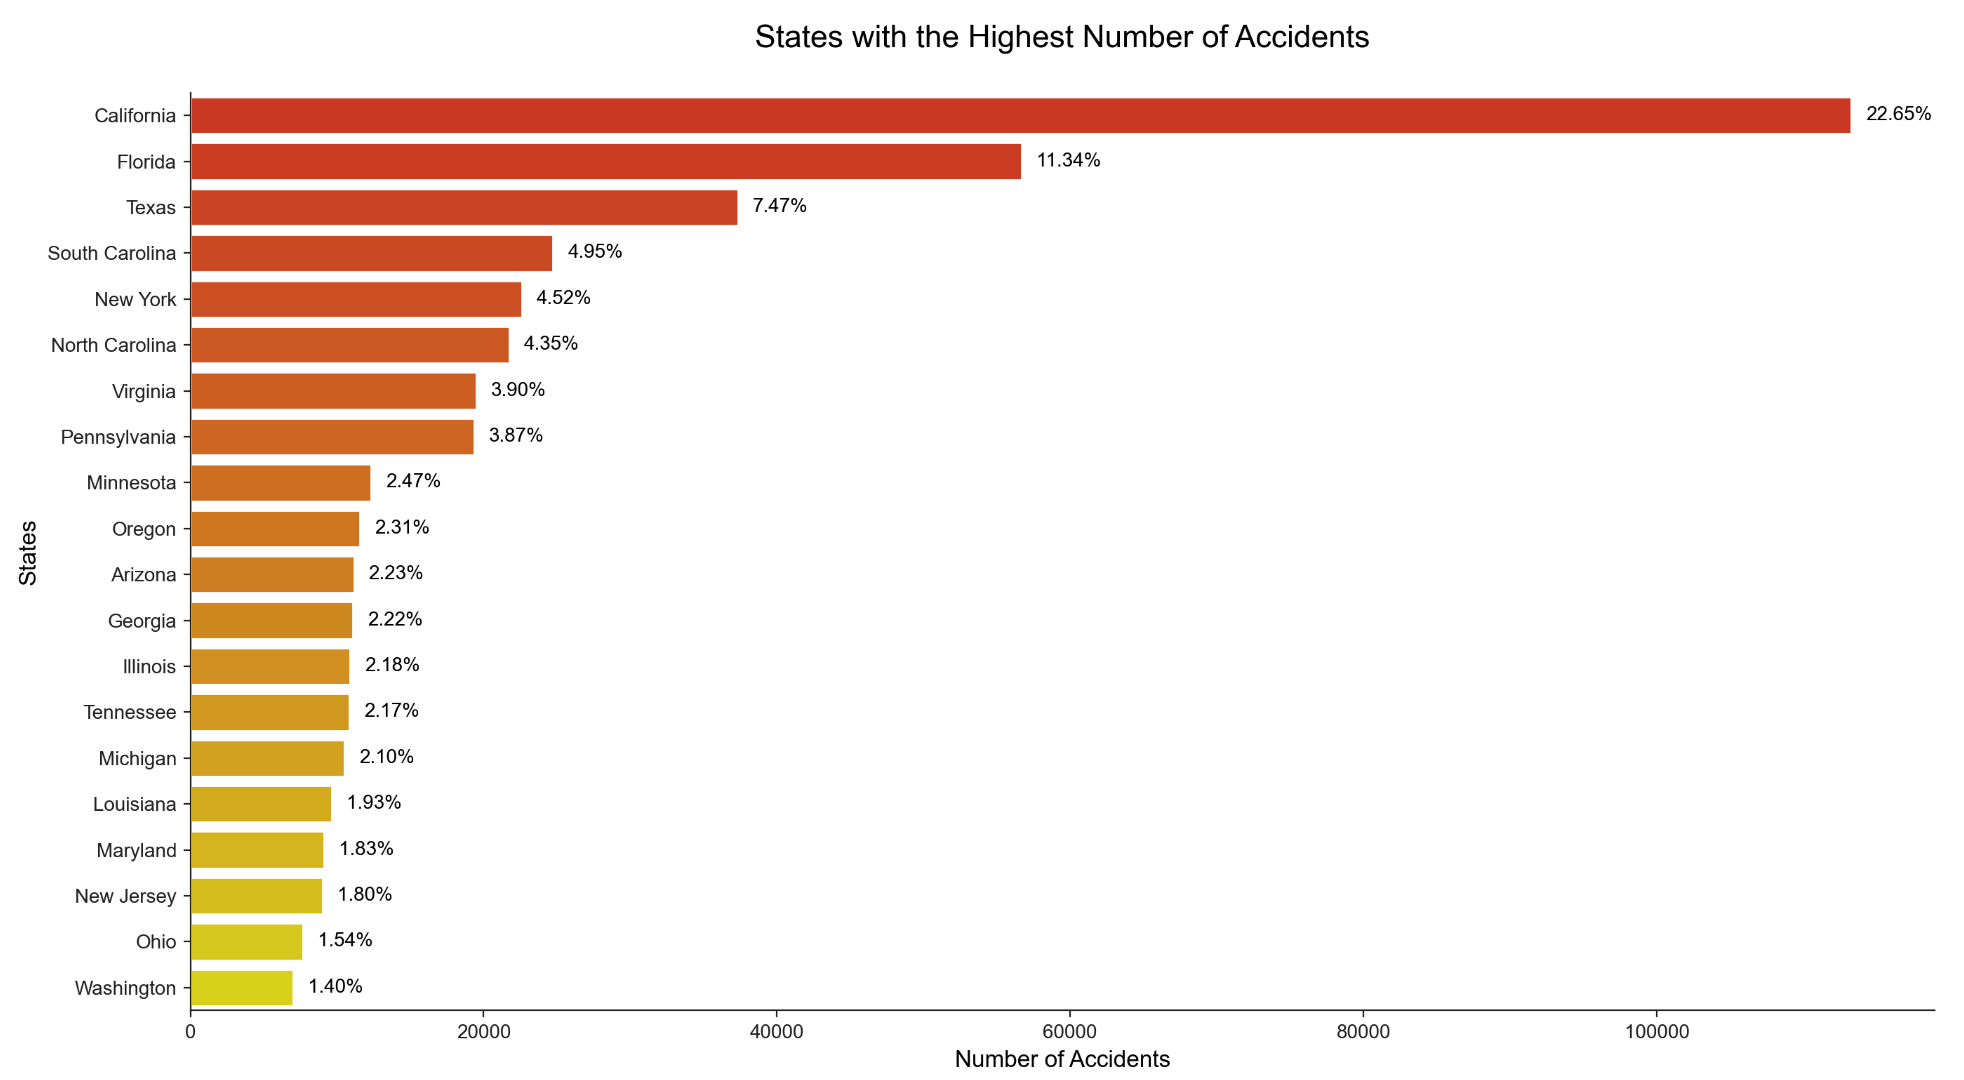 States with the Highest Number of Accidents
California 22.65%
Florida 11.34%
Texas 7.47%
South Carolina 4.95%
New York 4.52%
North Carolina 4.35%
Virginia 3.90%
Pennsylvania 3.87%
Minnesota 2.47%
Oregon 2.31%
Arizona 2.23%
Georgia 2.22%
Illinois 2.18%
Tennessee 2.17%
Michigan 2.10%
Louisiana 1.93%
Maryland 1.83%
New Jersey 1.80%
Ohio 1.54%
Washington 1.40%
States
0 20000 40000 60000 80000 100000
Number of Accidents